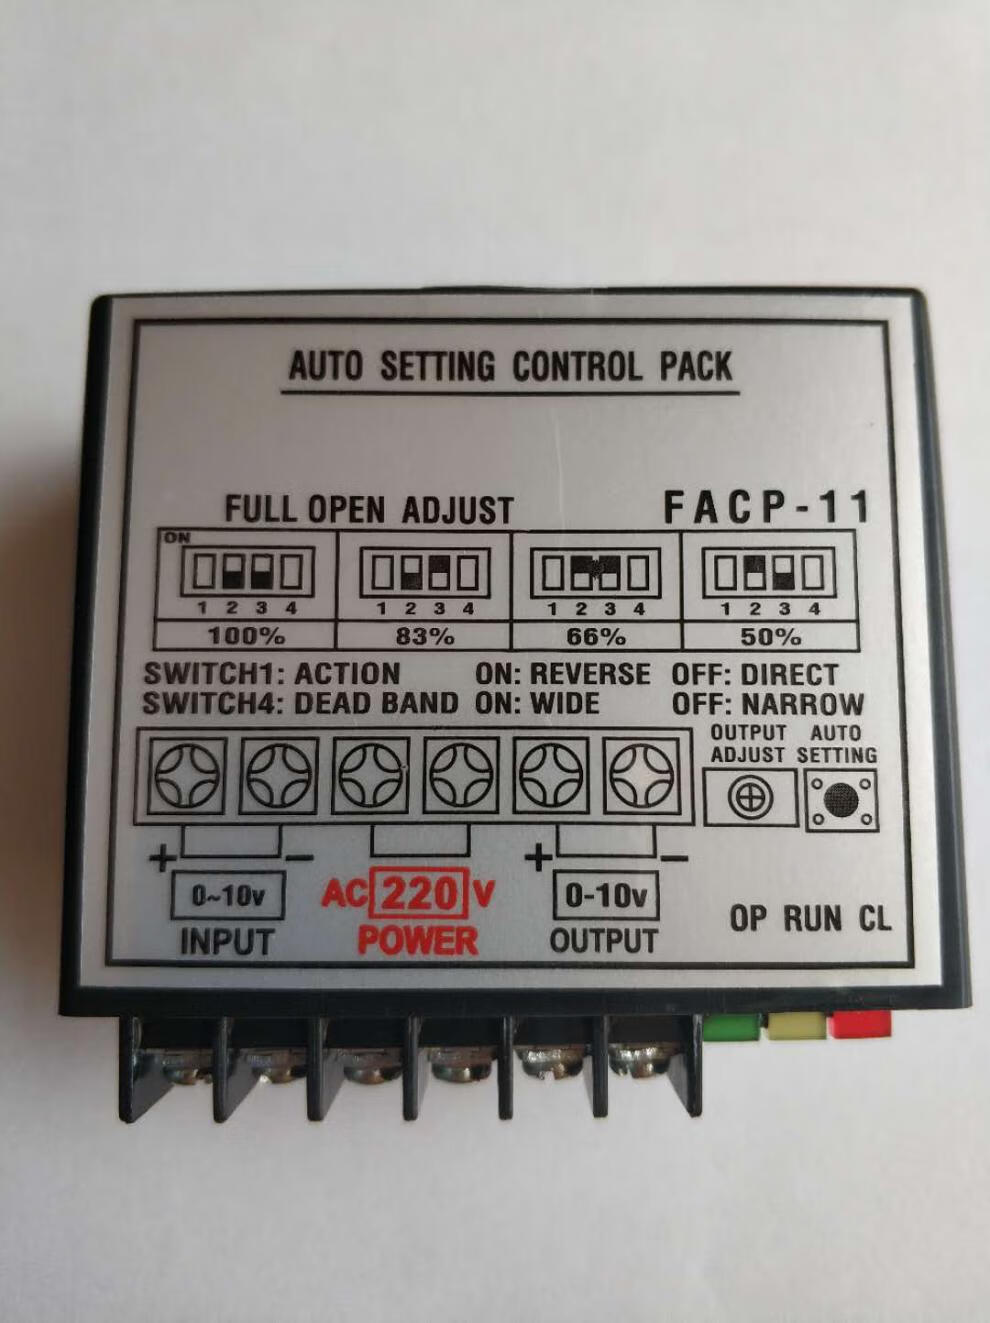 AUTO SETTING CONTROL PACK
FULL OPEN ADJUST FACP-11
ON
1 2 3 4 1 2 3 4 1 2 3 4 1 2 3 4
100% 83% 66% 50%
SWITCH1: ACTION ON: REVERSE OFF: DIRECT
SWITCH4: DEAD BAND ON: WIDE OFF: NARROW
OUTPUT ADJUST
AUTO SETTING
+ − + −
0~10v AC 220 V 0-10v
INPUT POWER OUTPUT
OP RUN CL